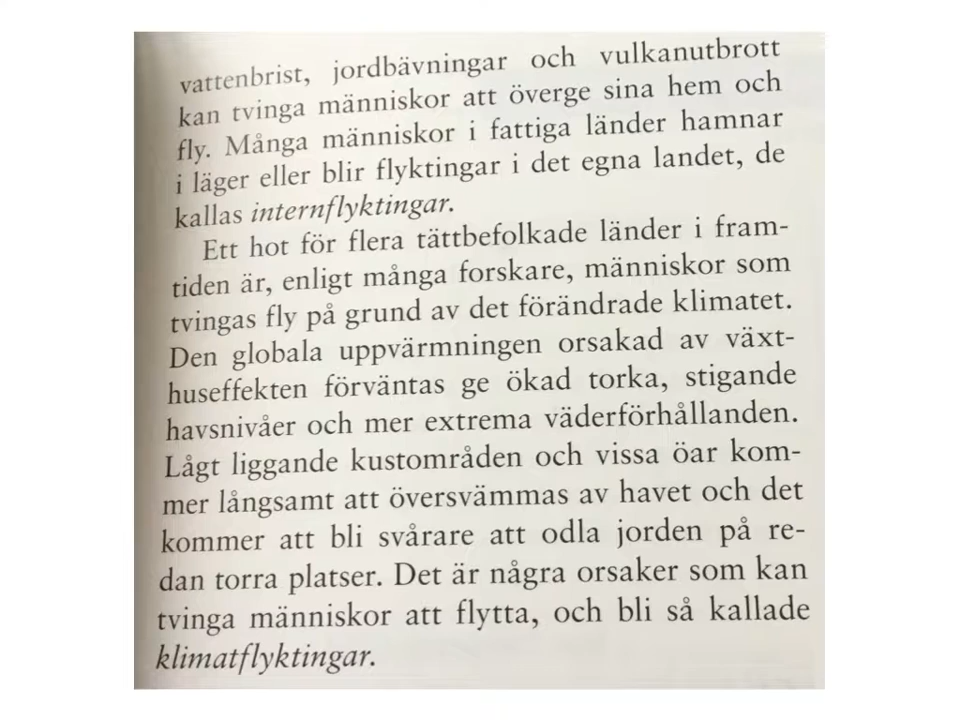 vattenbrist, jordbävningar och vulkanutbrott
kan tvinga människor att överge sina hem och
fly. Många människor i fattiga länder hamnar
i läger eller blir flyktingar i det egna landet, de
kallas internflyktingar.
Ett hot för flera tättbefolkade länder i fram-
tiden är, enligt många forskare, människor som
tvingas fly på grund av det förändrade klimatet.
Den globala uppvärmningen orsakad av växt-
huseffekten förväntas ge ökad torka, stigande
havsnivåer och mer extrema väderförhållanden.
Lågt liggande kustområden och vissa öar kom-
mer långsamt att översvämmas av havet och det
kommer att bli svårare att odla jorden på re-
dan torra platser. Det är några orsaker som kan
tvinga människor att flytta, och bli så kallade
klimatflyktingar.